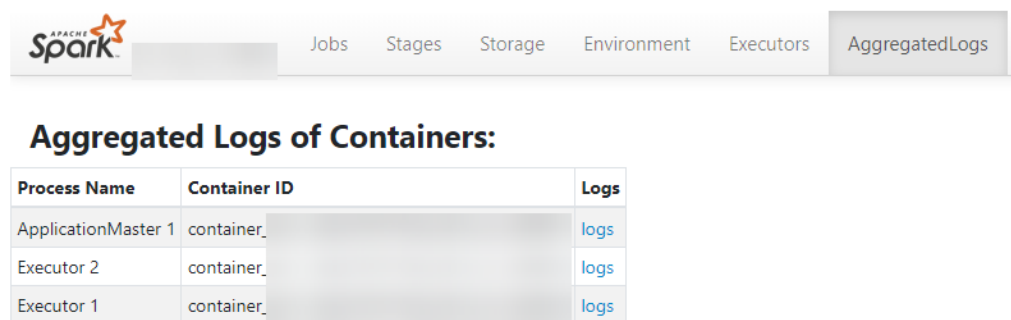 APACHE
Spark Jobs Stages Storage Environment Executors AggregatedLogs
Aggregated Logs of Containers:
Process Name Container ID Logs
ApplicationMaster 1 container_ logs
Executor 2 container_ logs
Executor 1 container_ logs